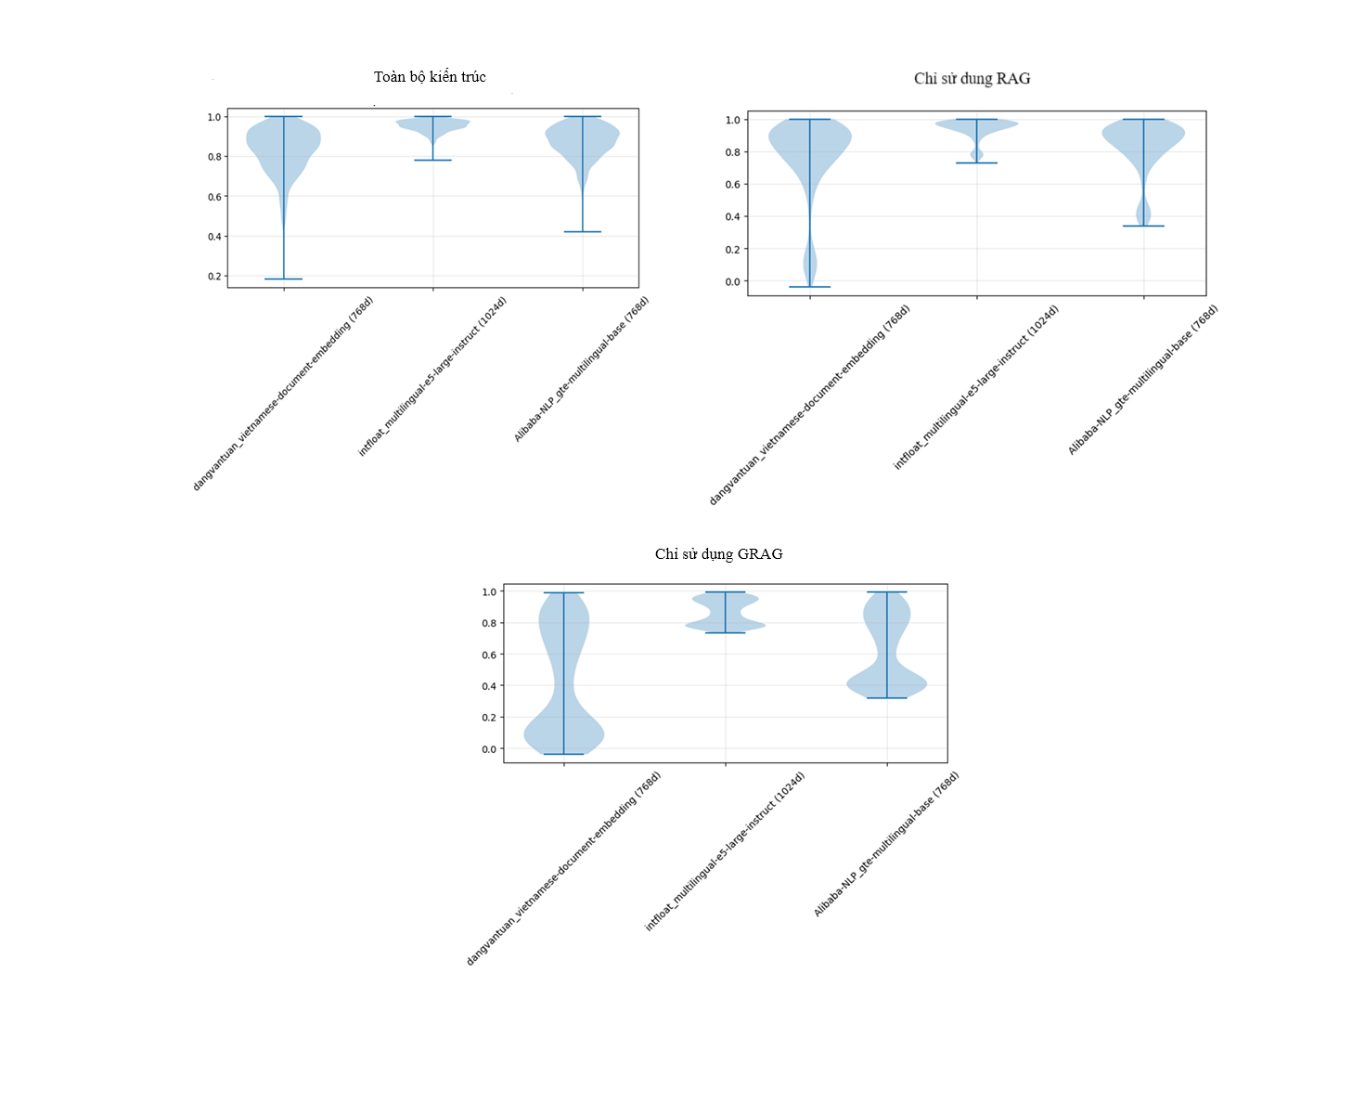 Toàn bộ kiến trúc
1.0
0.8
0.6
0.4
0.2
dangvantuan_vietnamese-document-embedding (768d)
intfloat_multilingual-e5-large-instruct (1024d)
Alibaba-NLP_gte-multilingual-base (768d)
Chỉ sử dung RAG
1.0
0.8
0.6
0.4
0.2
0.0
dangvantuan_vietnamese-document-embedding (768d)
intfloat_multilingual-e5-large-instruct (1024d)
Alibaba-NLP_gte-multilingual-base (768d)
Chỉ sử dụng GRAG
1.0
0.8
0.6
0.4
0.2
0.0
dangvantuan_vietnamese-document-embedding (768d)
intfloat_multilingual-e5-large-instruct (1024d)
Alibaba-NLP_gte-multilingual-base (768d)